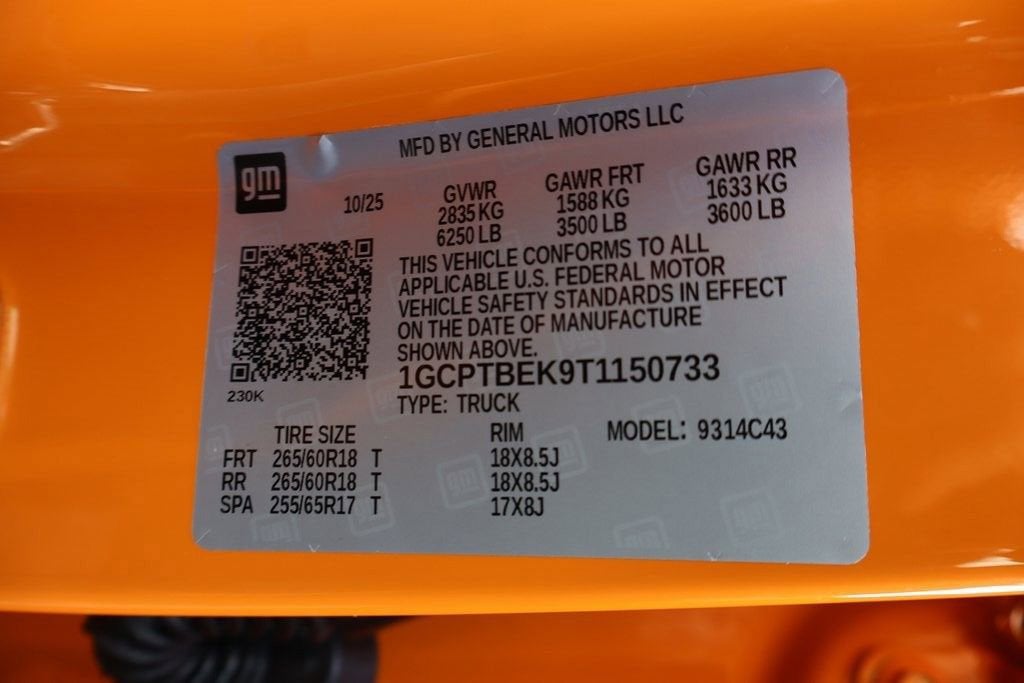 MFD BY GENERAL MOTORS LLC
gm
10/25 GVWR GAWR FRT GAWR RR
2835 KG 1588 KG 1633 KG
6250 LB 3500 LB 3600 LB
THIS VEHICLE CONFORMS TO ALL
APPLICABLE U.S. FEDERAL MOTOR
VEHICLE SAFETY STANDARDS IN EFFECT
ON THE DATE OF MANUFACTURE
SHOWN ABOVE.
1GCPTBEK9T1150733
230K
TYPE: TRUCK
TIRE SIZE RIM MODEL: 9314C43
FRT 265/60R18 T 18X8.5J
RR 265/60R18 T 18X8.5J
SPA 255/65R17 T 17X8J